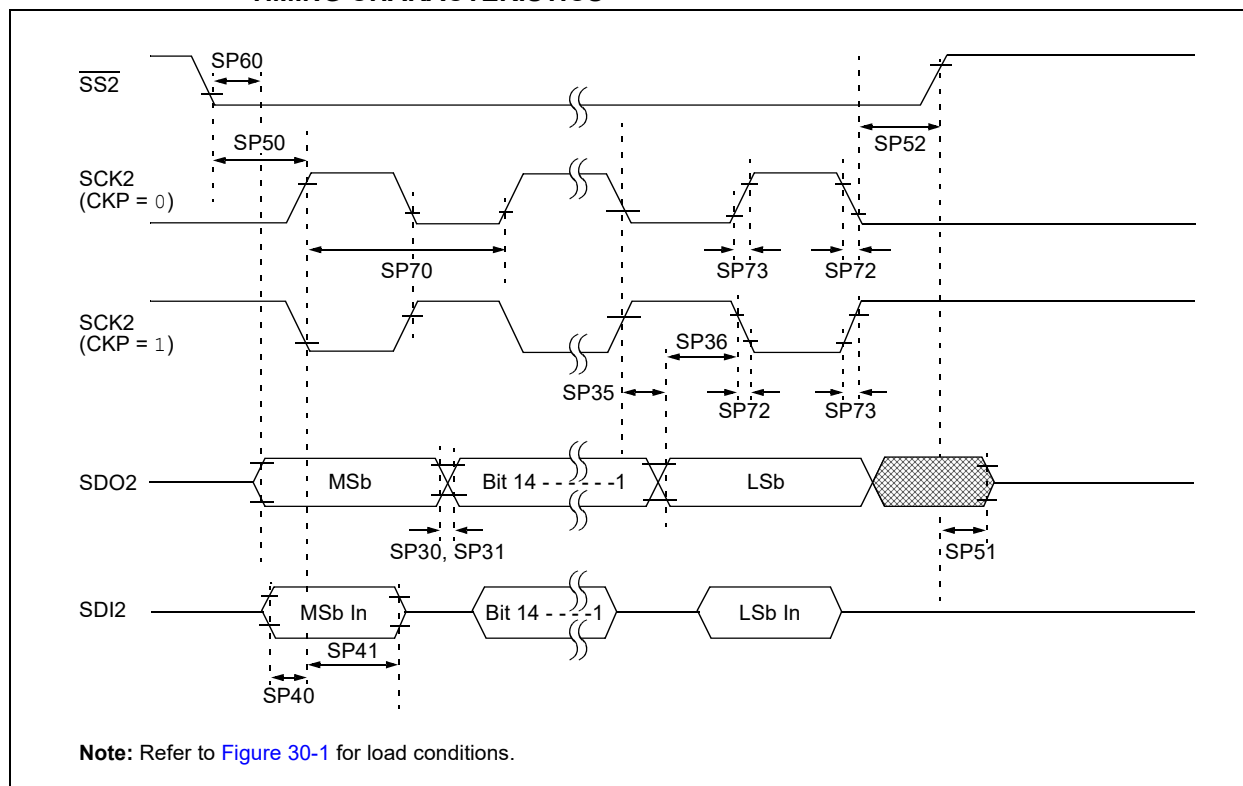 SP60
SS2
SP50
SP52
SCK2
(CKP = 0)
SP70
SP73
SP72
SCK2
(CKP = 1)
SP36
SP35
SP72
SP73
SDO2
MSb
Bit 14 - - - - - -1
LSb
SP30, SP31
SP51
SDI2
MSb In
Bit 14 - - - -1
LSb In
SP41
SP40
Note: Refer to Figure 30-1 for load conditions.